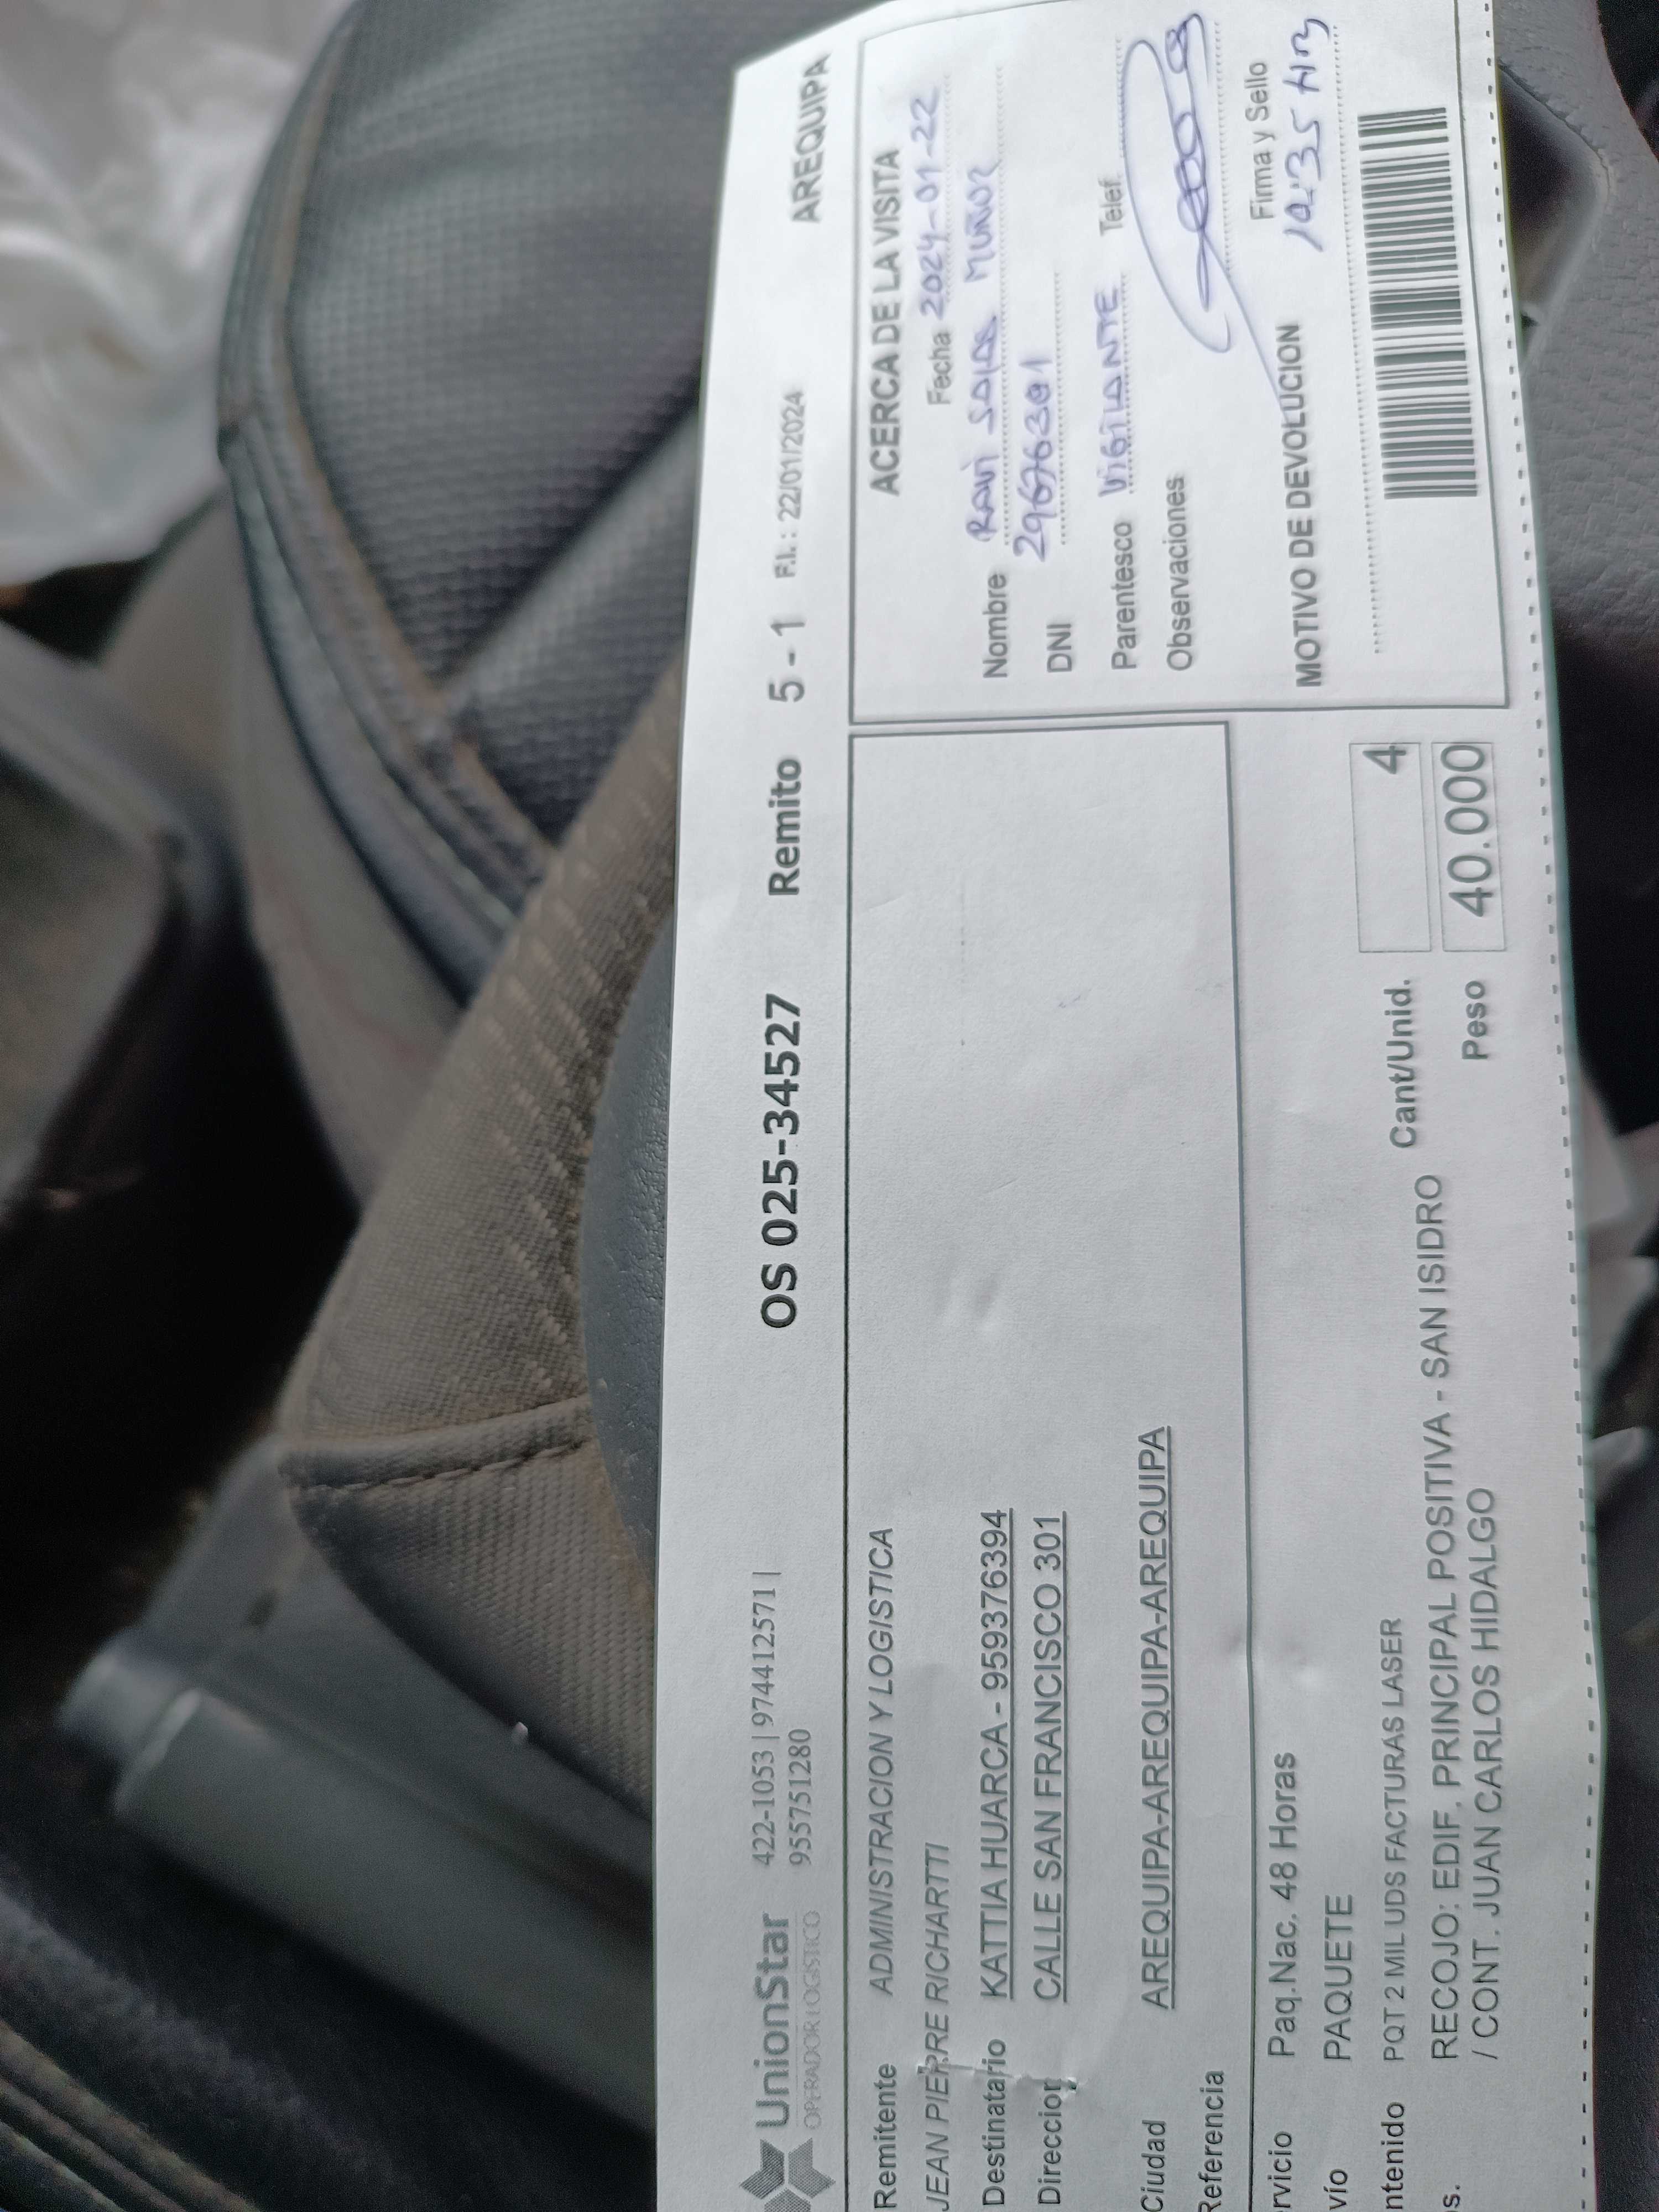 UnionStar
OPERADOR LOGISTICO
422-1053 | 974412571 |
955751280
OS 025-34527 Remito 5 - 1 F.I. : 22/01/2024 AREQUIPA
Remitente ADMINISTRACION Y LOGISTICA
JEAN PIERRE RICHARTTI
Destinatario KATTIA HUARCA - 959376394
Direccion CALLE SAN FRANCISCO 301
Ciudad AREQUIPA-AREQUIPA-AREQUIPA
Referencia
rvicio Paq.Nac. 48 Horas
vío PAQUETE
ntenido PQT 2 MIL UDS FACTURAS LASER
s. RECOJO: EDIF. PRINCIPAL POSITIVA - SAN ISIDRO
/ CONT. JUAN CARLOS HIDALGO
Cant/Unid. 4
Peso 40.000
ACERCA DE LA VISITA
Fecha 2024-01-22
Nombre MUÑOZ
DNI
Parentesco VIGILANTE Telef.
Observaciones
Firma y Sello
MOTIVO DE DEVOLUCION